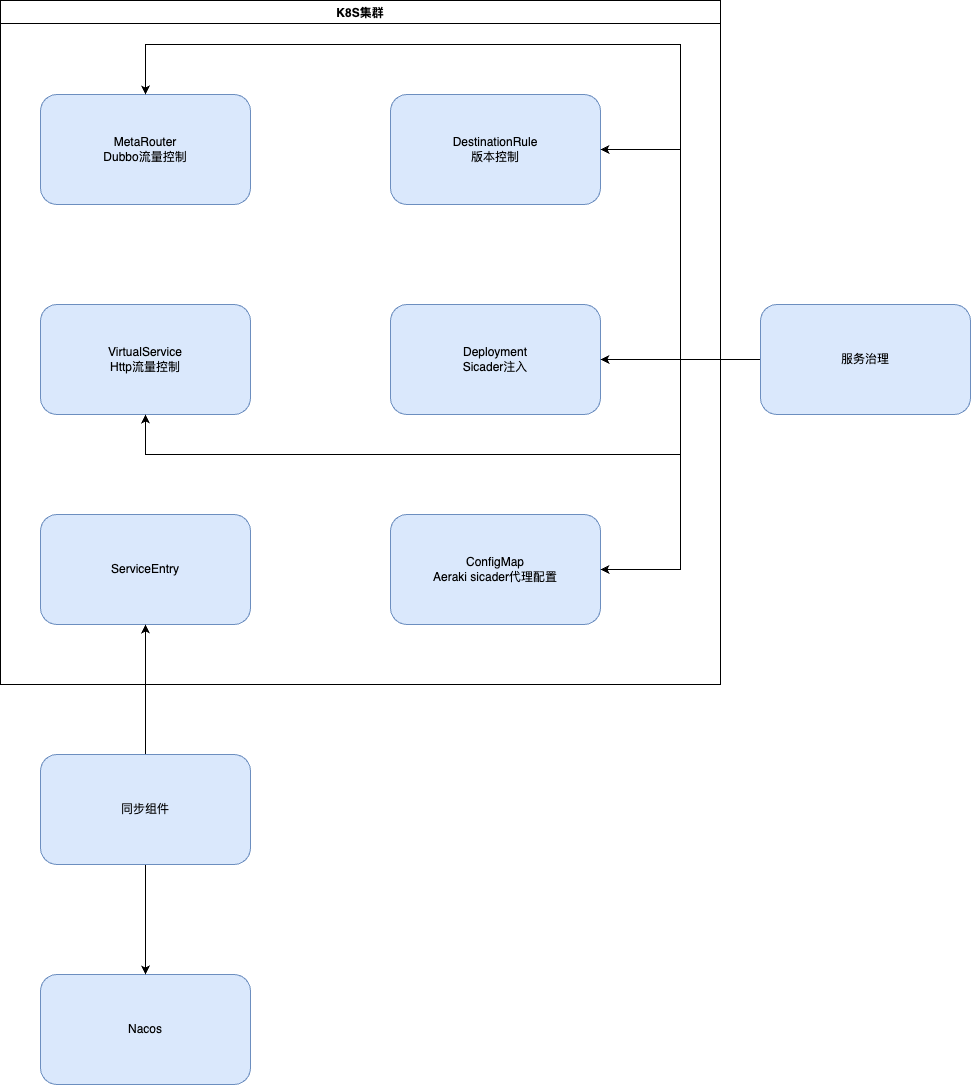 K8S集群
MetaRouter
Dubbo流量控制
DestinationRule
版本控制
VirtualService
Http流量控制
Deployment
Sicader注入
服务治理
ServiceEntry
ConfigMap
Aeraki sicader代理配置
同步组件
Nacos